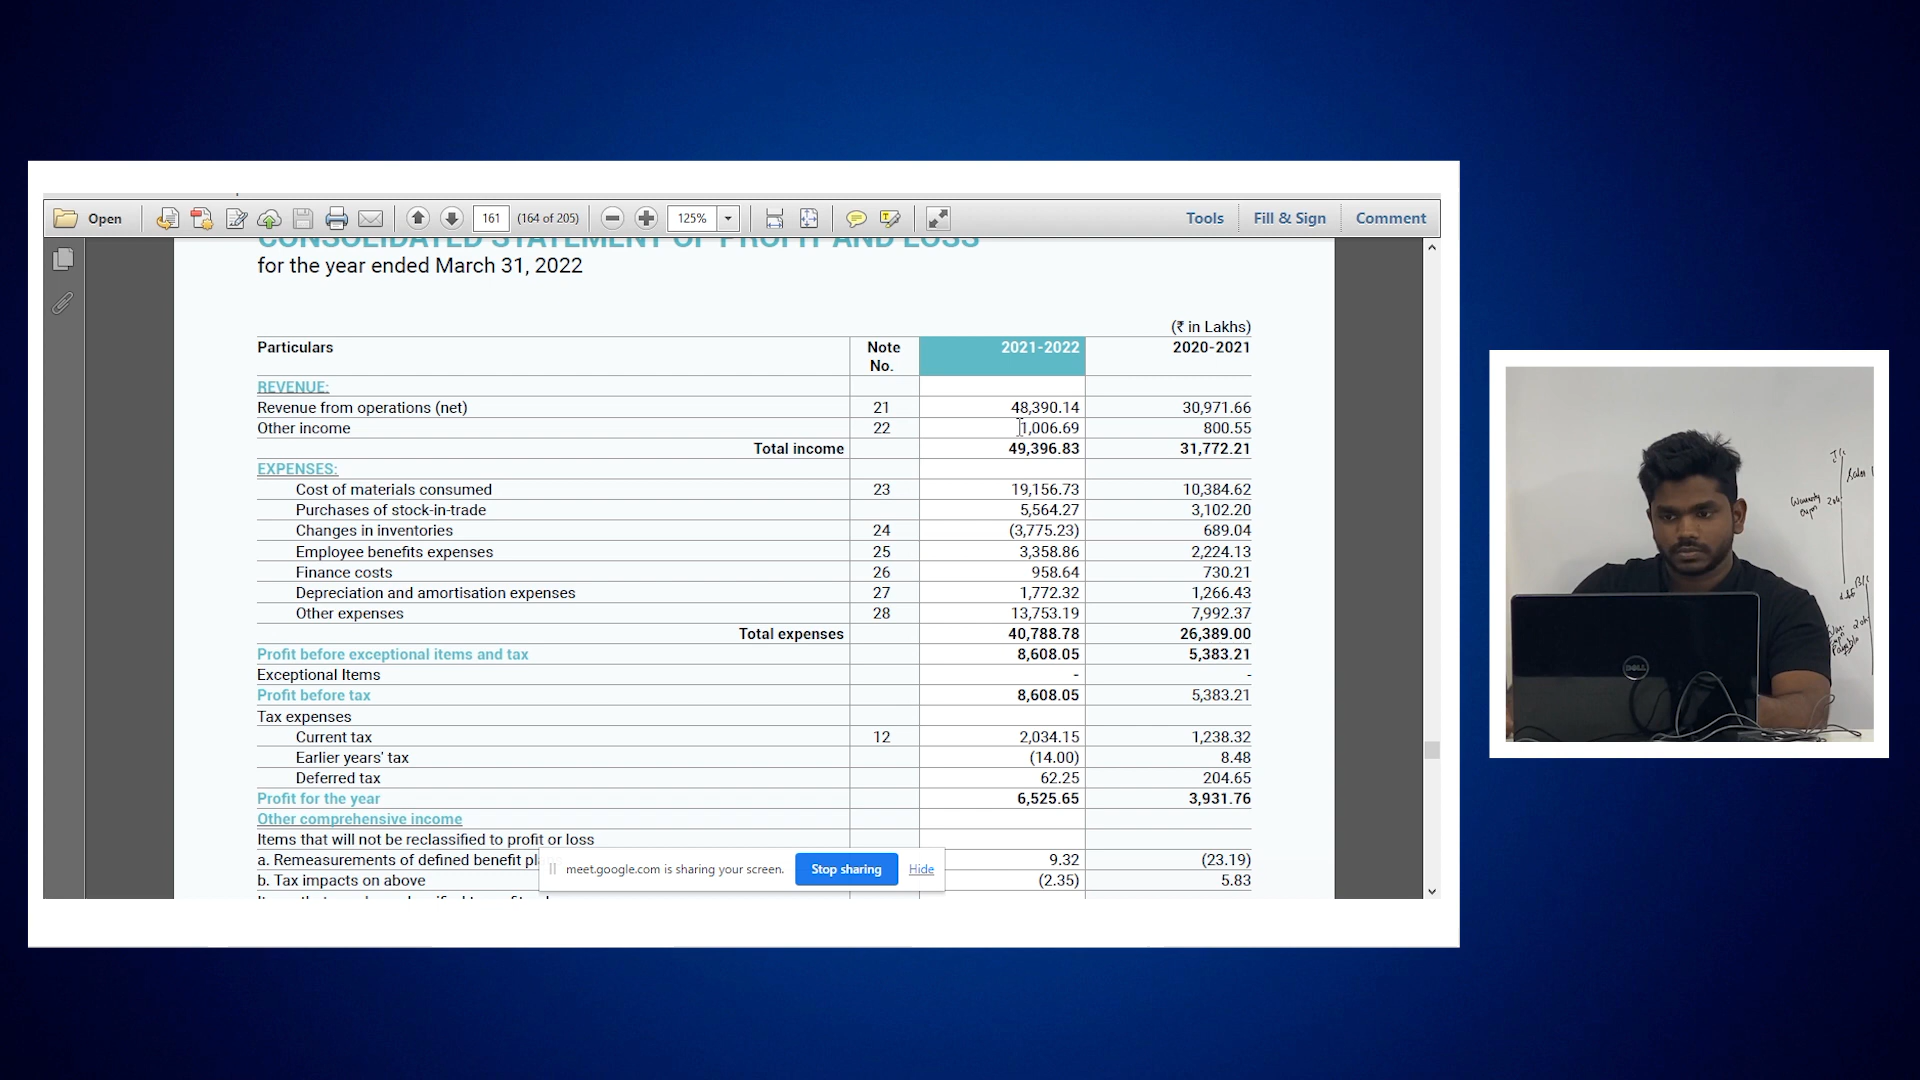 Open 161 (164 of 205) 125% Tools Fill & Sign Comment
CONSOLIDATED STATEMENT OF PROFIT AND LOSS
for the year ended March 31, 2022
(₹ in Lakhs)
Particulars Note No. 2021-2022 2020-2021
REVENUE:
Revenue from operations (net) 21 48,390.14 30,971.66
Other income 22 1,006.69 800.55
Total income 49,396.83 31,772.21
EXPENSES:
Cost of materials consumed 23 19,156.73 10,384.62
Purchases of stock-in-trade 5,564.27 3,102.20
Changes in inventories 24 (3,775.23) 689.04
Employee benefits expenses 25 3,358.86 2,224.13
Finance costs 26 958.64 730.21
Depreciation and amortisation expenses 27 1,772.32 1,266.43
Other expenses 28 13,753.19 7,992.37
Total expenses 40,788.78 26,389.00
Profit before exceptional items and tax 8,608.05 5,383.21
Exceptional Items - -
Profit before tax 8,608.05 5,383.21
Tax expenses
Current tax 12 2,034.15 1,238.32
Earlier years' tax (14.00) 8.48
Deferred tax 62.25 204.65
Profit for the year 6,525.65 3,931.76
Other comprehensive income
Items that will not be reclassified to profit or loss
a. Remeasurements of defined benefit 9.32 (23.19)
b. Tax impacts on above (2.35) 5.83
meet.google.com is sharing your screen. Stop sharing Hide
Sales
Warranty
DELL
Payable